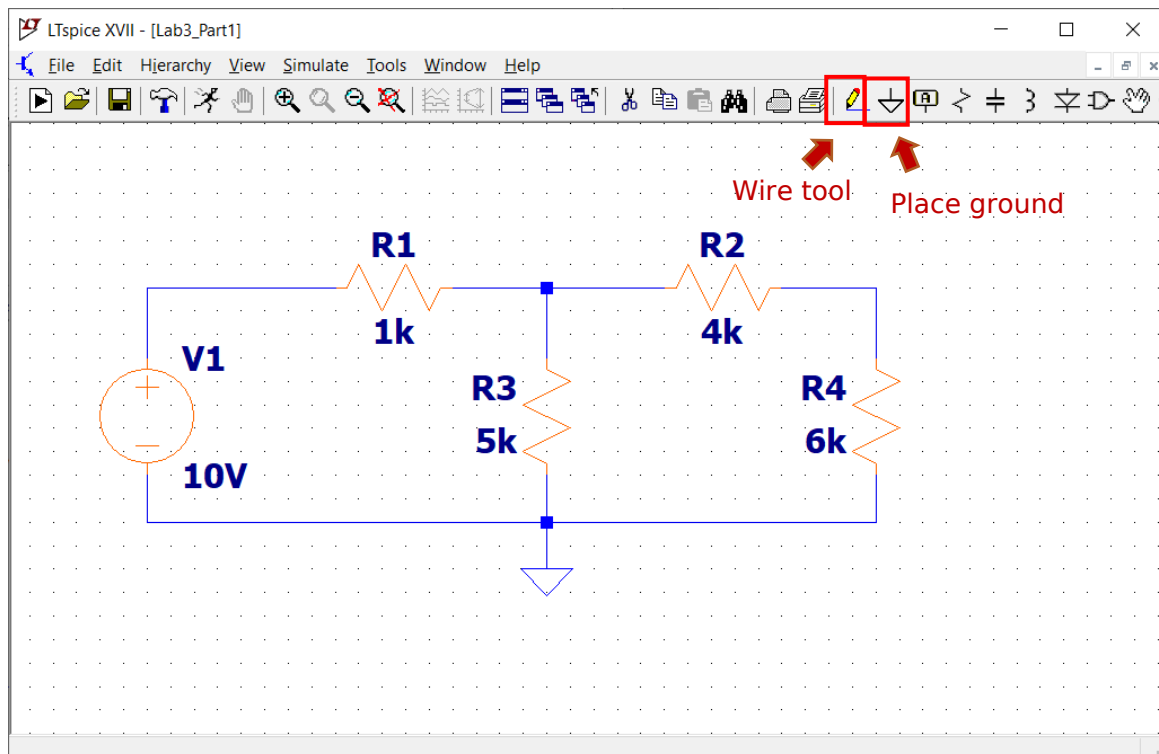 LTspice XVII - [Lab3_Part1]
File Edit Hierarchy View Simulate Tools Window Help
Wire tool
Place ground
R1
R2
1k
4k
V1
R3
R4
5k
6k
10V